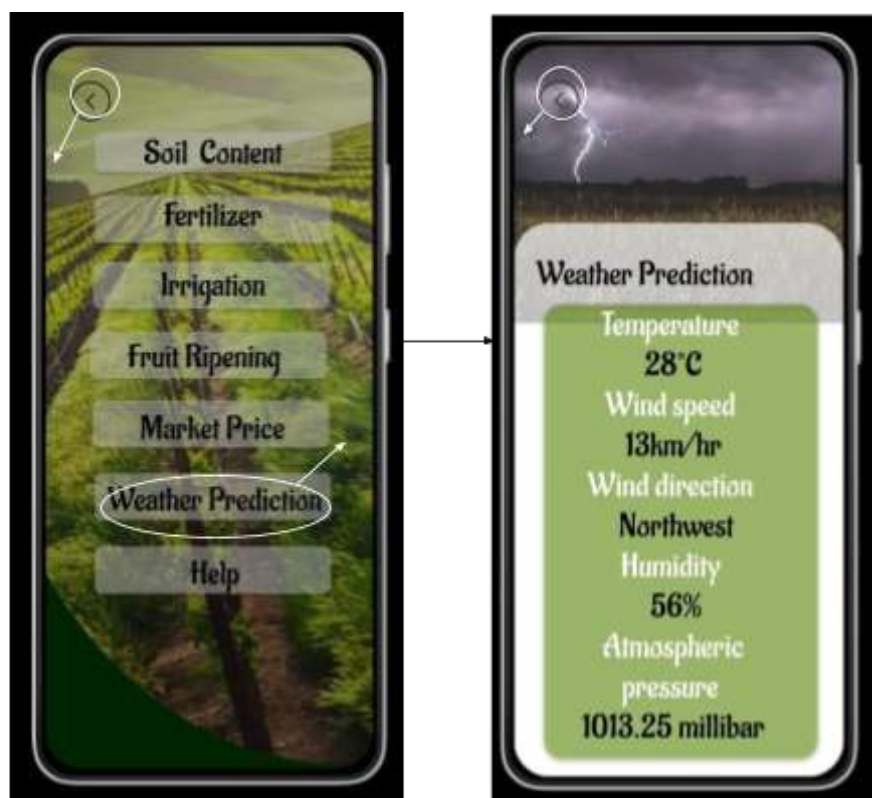 Soil Content
Fertilizer
Irrigation
Fruit Ripening
Market Price
Weather Prediction
Help
Weather Prediction
Temperature
28°C
Wind speed
13km/hr
Wind direction
Northwest
Humidity
56%
Atmospheric
pressure
1013.25 millibar